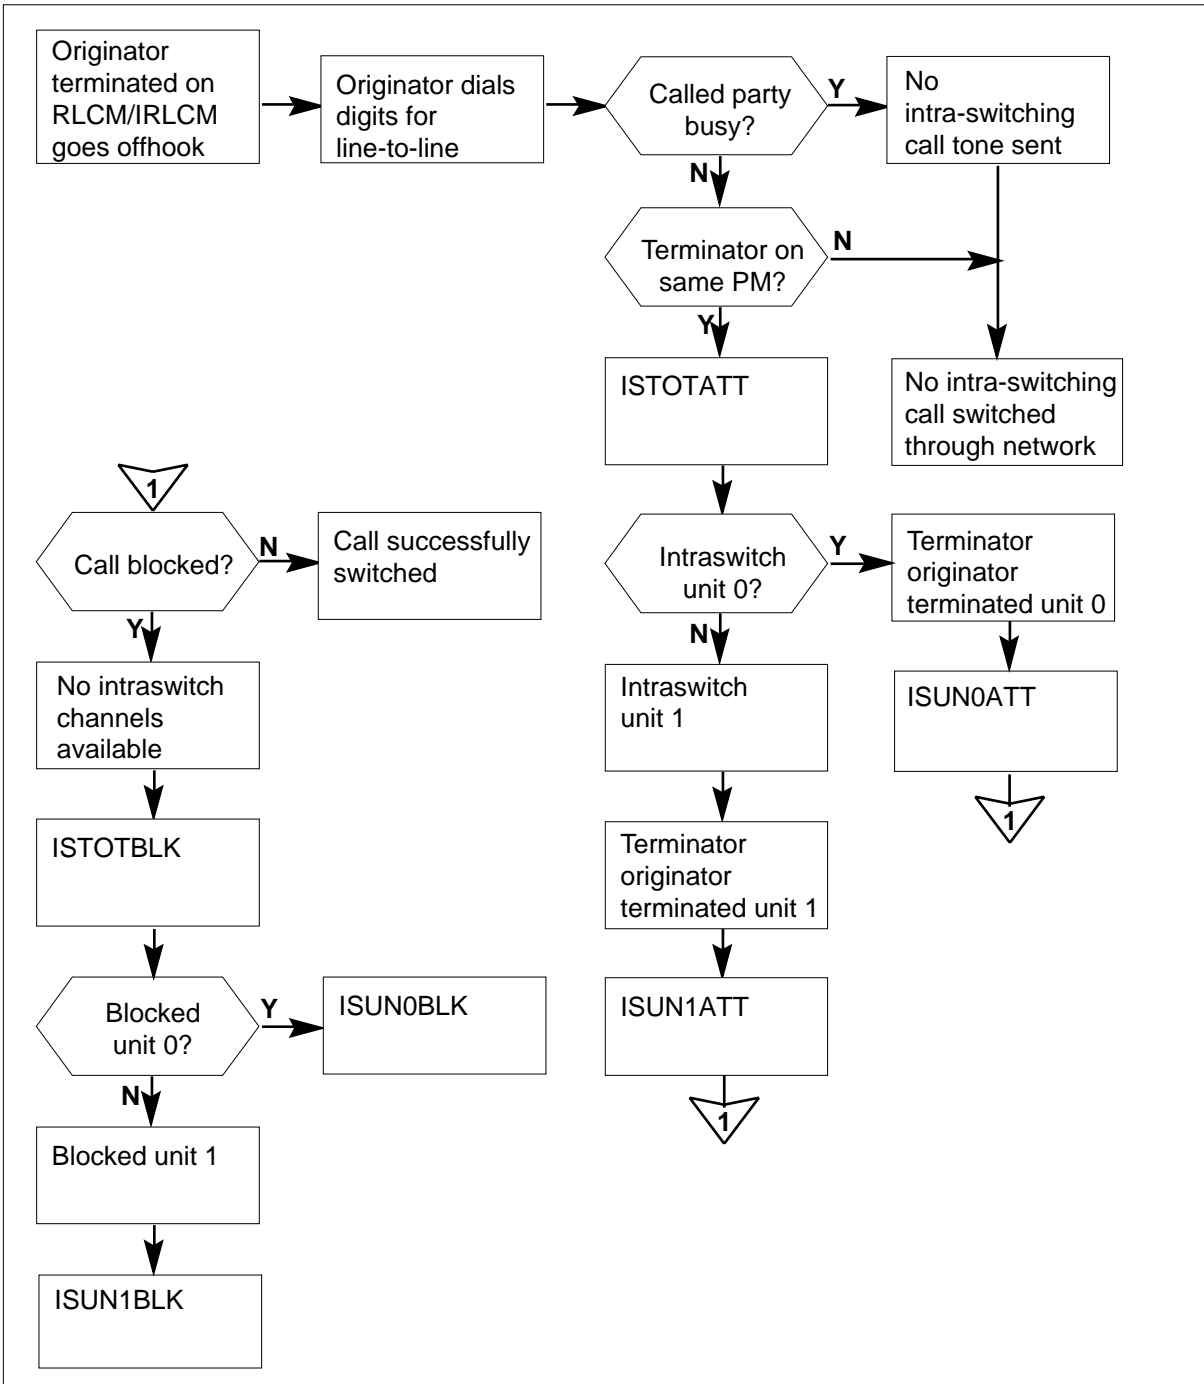 Originator
terminated on
RLCM/IRLCM
goes offhook
Originator dials
digits for
line-to-line
Called party
busy?
Y
No
intra-switching
call tone sent
N
Terminator on
same PM?
N
Y
ISTOTATT
No intra-switching
call switched
through network
1
Call blocked?
N
Call successfully
switched
Intraswitch
unit 0?
Y
Terminator
originator
terminated unit 0
Y
N
No intraswitch
channels
available
Intraswitch
unit 1
ISUN0ATT
1
ISTOTBLK
Terminator
originator
terminated unit 1
Blocked
unit 0?
Y
ISUN0BLK
ISUN1ATT
N
1
Blocked unit 1
ISUN1BLK